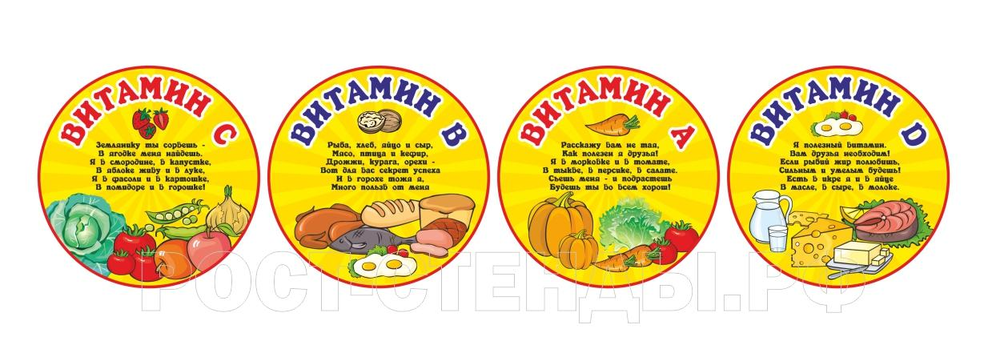 ВИТАМИН С
Землянику ты сорвешь -
В ягодке меня найдешь.
Я в смородине, в капустке,
В яблоке живу и в луке,
Я в фасоли и в картошке,
В помидоре и в горошке!
ВИТАМИН В
Рыба, хлеб, яйцо и сыр,
Мясо, птица и кефир,
Дрожжи, курага, орехи -
Вот для вас секрет успеха
И в горохе тожя я,
Много пользы от меня
ВИТАМИН А
Расскажу вам не тая,
Как полезен я друзья!
Я в морковке и в томате,
В тыкве, в персике, в салате.
Съешь меня - и подрастешь
Будешь ты во всем хорош!
ВИТАМИН D
Я полезный витамин.
Вам друзья необходим!
Если рыбий жир полюбишь,
Сильным и умелым будешь!
Есть в икре я и в яйце
В масле, в сыре, в молоке.
РОСТ-СТЕНДЫ.РФ